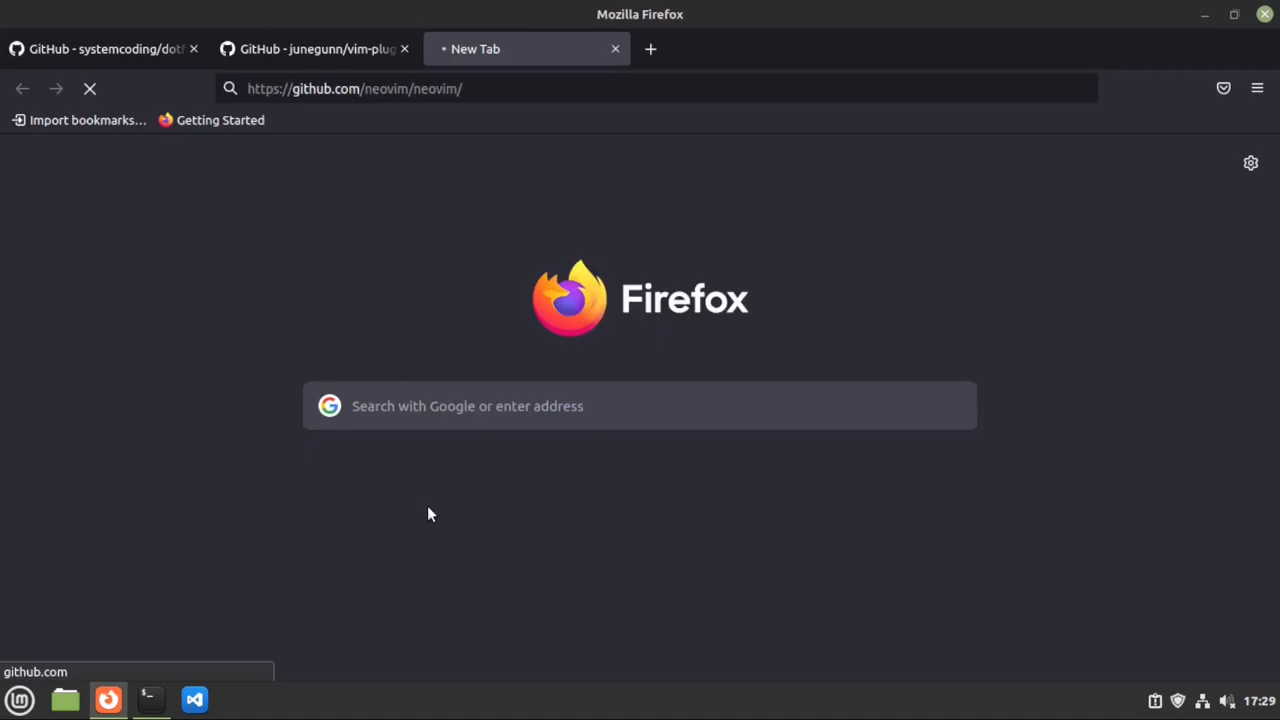 Mozilla Firefox
GitHub - systemcoding/dotf
GitHub - junegunn/vim-plug
New Tab
https://github.com/neovim/neovim/
Import bookmarks...
Getting Started
Firefox
Search with Google or enter address
github.com
17:29